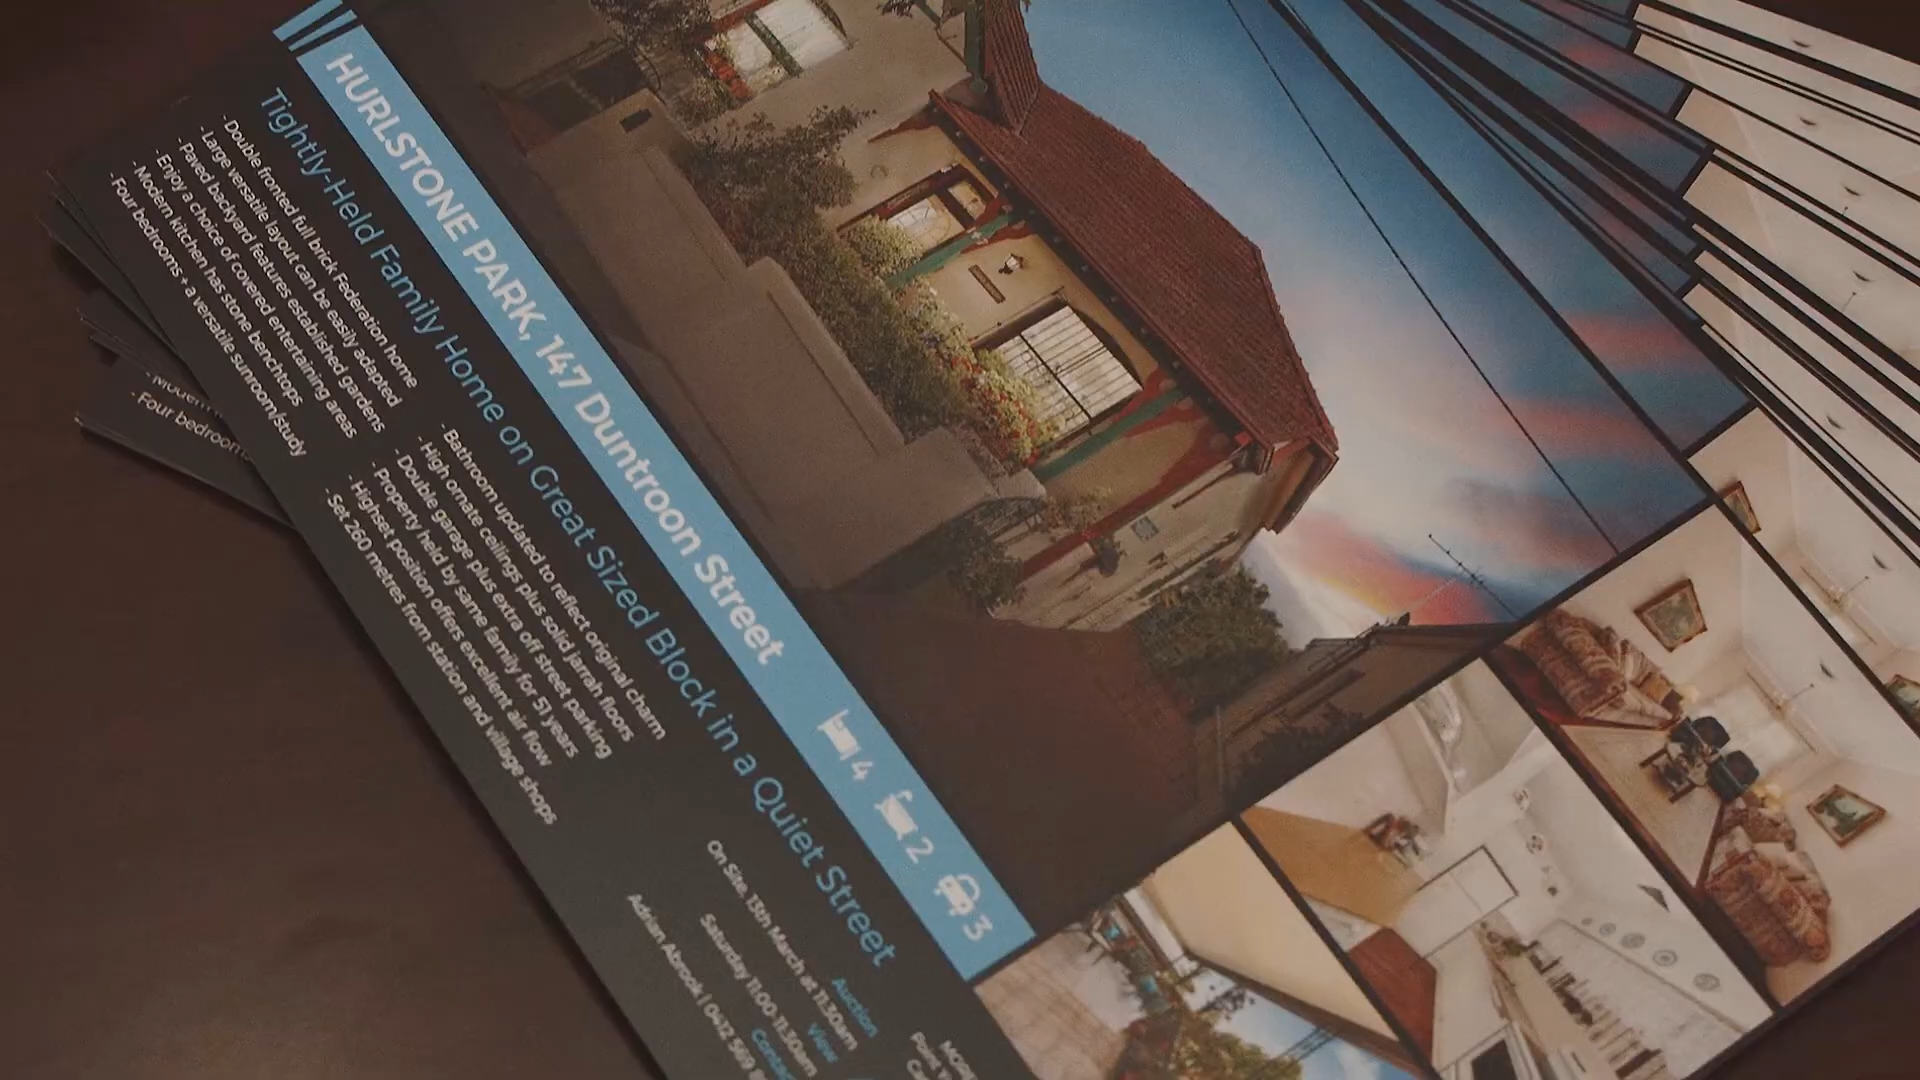 HURLSTONE PARK, 147 Duntroon Street
4 2 3
Tightly-Held Family Home on Great Sized Block in a Quiet Street
- Double fronted full brick Federation home
- Large versatile layout can be easily adapted
- Paved backyard features established gardens
- Enjoy a choice of covered entertaining areas
- Modern kitchen has stone benchtops
- Four bedrooms + a versatile sunroom/study
- Bathroom updated to reflect original charm
- High ornate ceilings plus solid jarrah floors
- Double garage plus extra off street parking
- Property held by same family for 51 years
- Highset position offers excellent air flow
- Set 260 metres from station and village shops
Auction
On Site, 13th March at 11.30am
View
Saturday 11.00-11.30am
Contac
Adrian Abrook | 0412 569
- Four bedroom